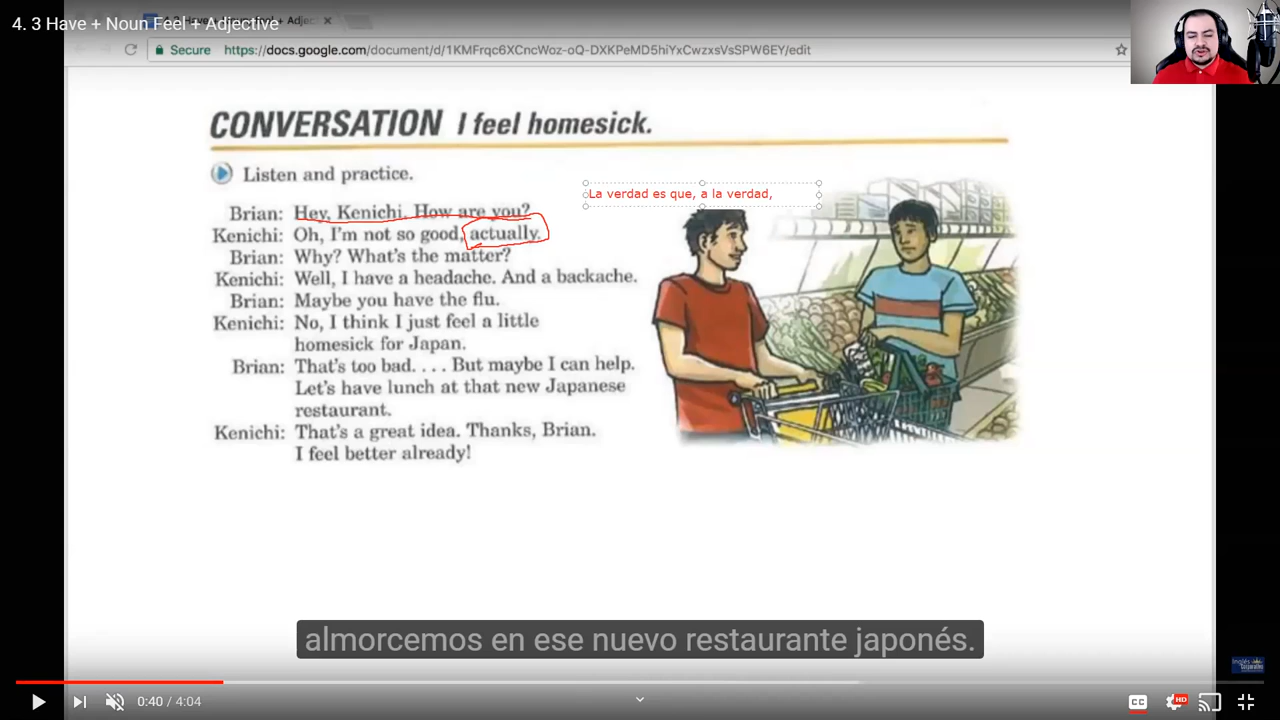 4. 3 Have + Noun Feel + Adjective
Secure https://docs.google.com/document/d/1KMFrqc6XCncWoz-oQ-DXKPeMD5hiYxCwzxsVsSPW6EY/edit
CONVERSATION I feel homesick.
Listen and practice.
La verdad es que, a la verdad,
Brian: Hey, Kenichi. How are you?
Kenichi: Oh, I'm not so good, actually.
Brian: Why? What's the matter?
Kenichi: Well, I have a headache. And a backache.
Brian: Maybe you have the flu.
Kenichi: No, I think I just feel a little
homesick for Japan.
Brian: That's too bad. . . . But maybe I can help.
Let's have lunch at that new Japanese
restaurant.
Kenichi: That's a great idea. Thanks, Brian.
I feel better already!
almorcemos en ese nuevo restaurante japonés.
Inglés
Corporativo
0:40 / 4:04
CC
HD